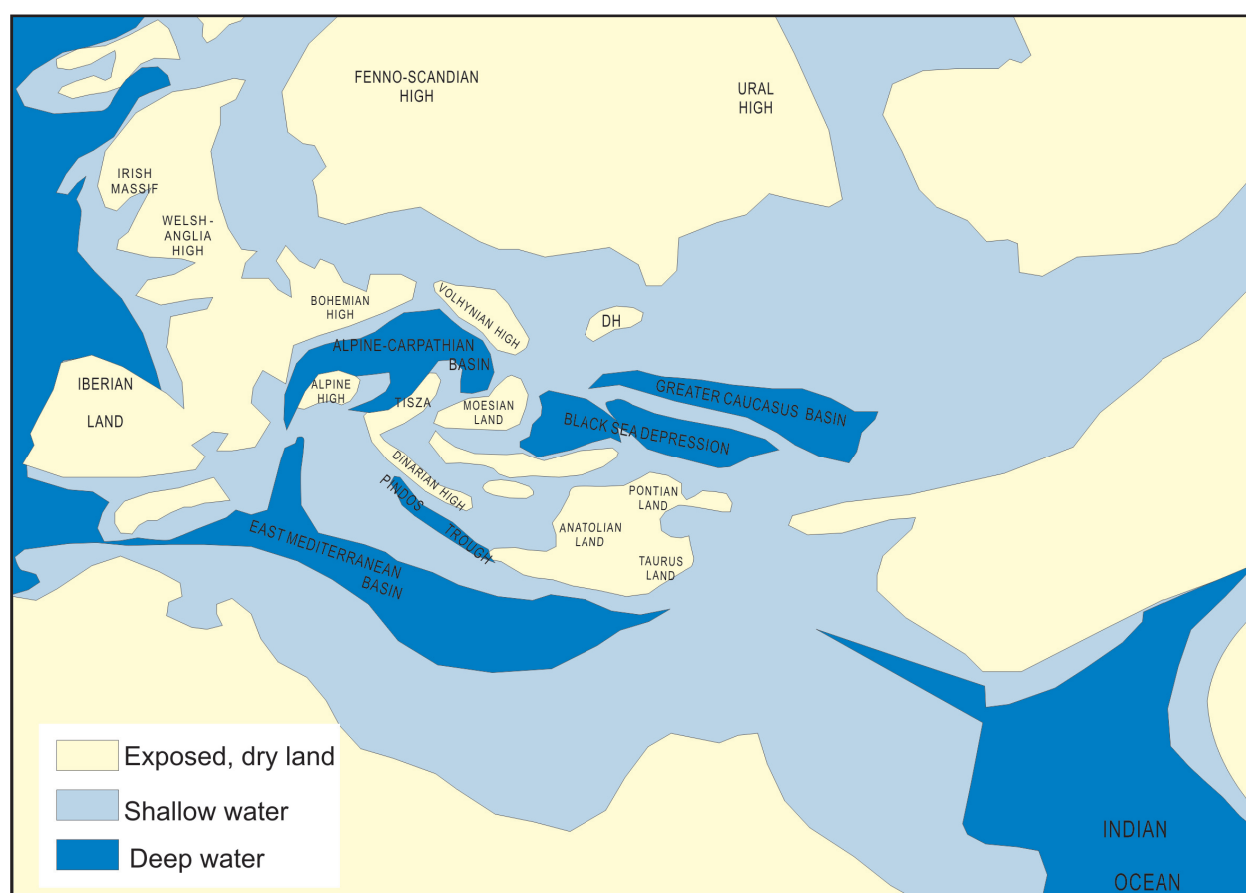 FENNO-SCANDIAN
HIGH
URAL
HIGH
IRISH
MASSIF
WELSH-
ANGLIA
HIGH
BOHEMIAN
HIGH
VOLHYNIAN HIGH
DH
ALPINE-CARPATHIAN
BASIN
IBERIAN
LAND
ALPINE
HIGH
TISZA
MOESIAN
LAND
GREATER CAUCASUS BASIN
BLACK SEA DEPRESSION
DINARIAN HIGH
PINDOS TROUGH
PONTIAN
LAND
ANATOLIAN
LAND
TAURUS
LAND
EAST MEDITERRANEAN
BASIN
Exposed, dry land
Shallow water
Deep water
INDIAN
OCEAN